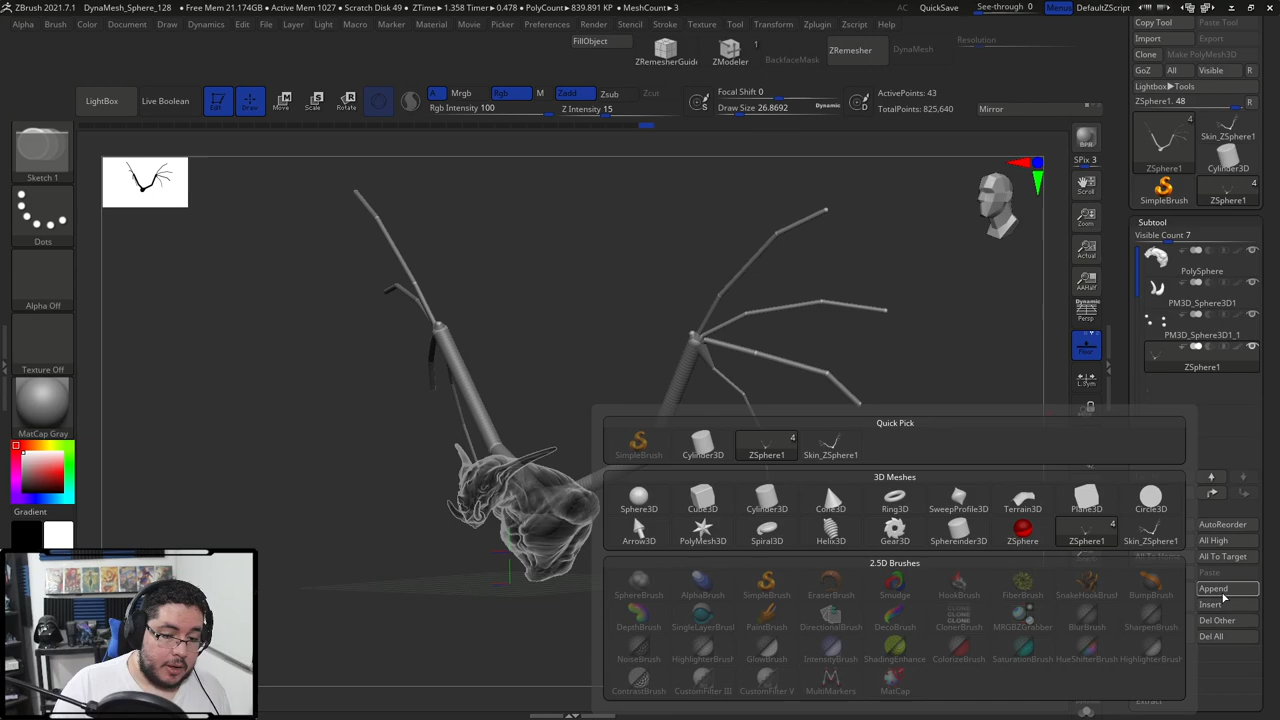 ZBrush 2021.7.1 DynaMesh_Sphere_128 • Free Mem 21.174GB • Active Mem 1027 • Scratch Disk 49 • ZTime▸1.358 Timer▸0.478 • PolyCount▸839.891 KP • MeshCount▸3 AC QuickSave See-through 0 Menus DefaultZScript
Alpha Brush Color Document Draw Dynamics Edit File Layer Light Macro Marker Material Movie Picker Preferences Render Stencil Stroke Texture Tool Transform Zplugin Zscript Help
Copy Tool Paste Tool
Import Export
FillObject
ZRemesherGuide
ZModeler
1
BackfaceMask
ZRemesher
DynaMesh
Resolution
Clone Make PolyMesh3D
GoZ All Visible R
Lightbox▸Tools
ZSphere1. 48 R
LightBox
Live Boolean
Edit
Draw
Move
Scale
Rotate
A Mrgb Rgb M Zadd Zsub Zcut
Rgb Intensity 100 Z Intensity 15
S
Focal Shift 0
Draw Size 26.8692 Dynamic
D
ActivePoints: 43
TotalPoints: 825,640
Mirror
4
ZSphere1
Skin_ZSphere1
Cylinder3D
SimpleBrush
4
ZSphere1
Sketch 1
Dots
Alpha Off
Texture Off
MatCap Gray
Gradient
BPR
SPix 3
Scroll
Zoom
Actual
AAHalf
Dynamic
Persp
Floor
L.Sym
Subtool
Visible Count 7
PolySphere
PM3D_Sphere3D1
PM3D_Sphere3D1_1
ZSphere1
Quick Pick
SimpleBrush Cylinder3D 4 ZSphere1 Skin_ZSphere1
3D Meshes
Sphere3D Cube3D Cylinder3D Cone3D Ring3D SweepProfile3D Terrain3D Plane3D Circle3D
Arrow3D PolyMesh3D Spiral3D Helix3D Gear3D Sphereinder3D ZSphere 4 ZSphere1 Skin_ZSphere1
2.5D Brushes
SphereBrush AlphaBrush SimpleBrush EraserBrush Smudge HookBrush FiberBrush SnakeHookBrush BumpBrush
DepthBrush SingleLayerBrush PaintBrush DirectionalBrush DecoBrush ClonerBrush MRGBZGrabber BlurBrush SharpenBrush
NoiseBrush HighlighterBrush GlowBrush IntensityBrush ShadingEnhance ColorizeBrush SaturationBrush HueShifterBrush HighlighterBrush
ContrastBrush CustomFilter III CustomFilter V MultiMarkers MatCap
AutoReorder
All High
All To Target
Paste
Append
Insert
Del Other
Del All
Extract